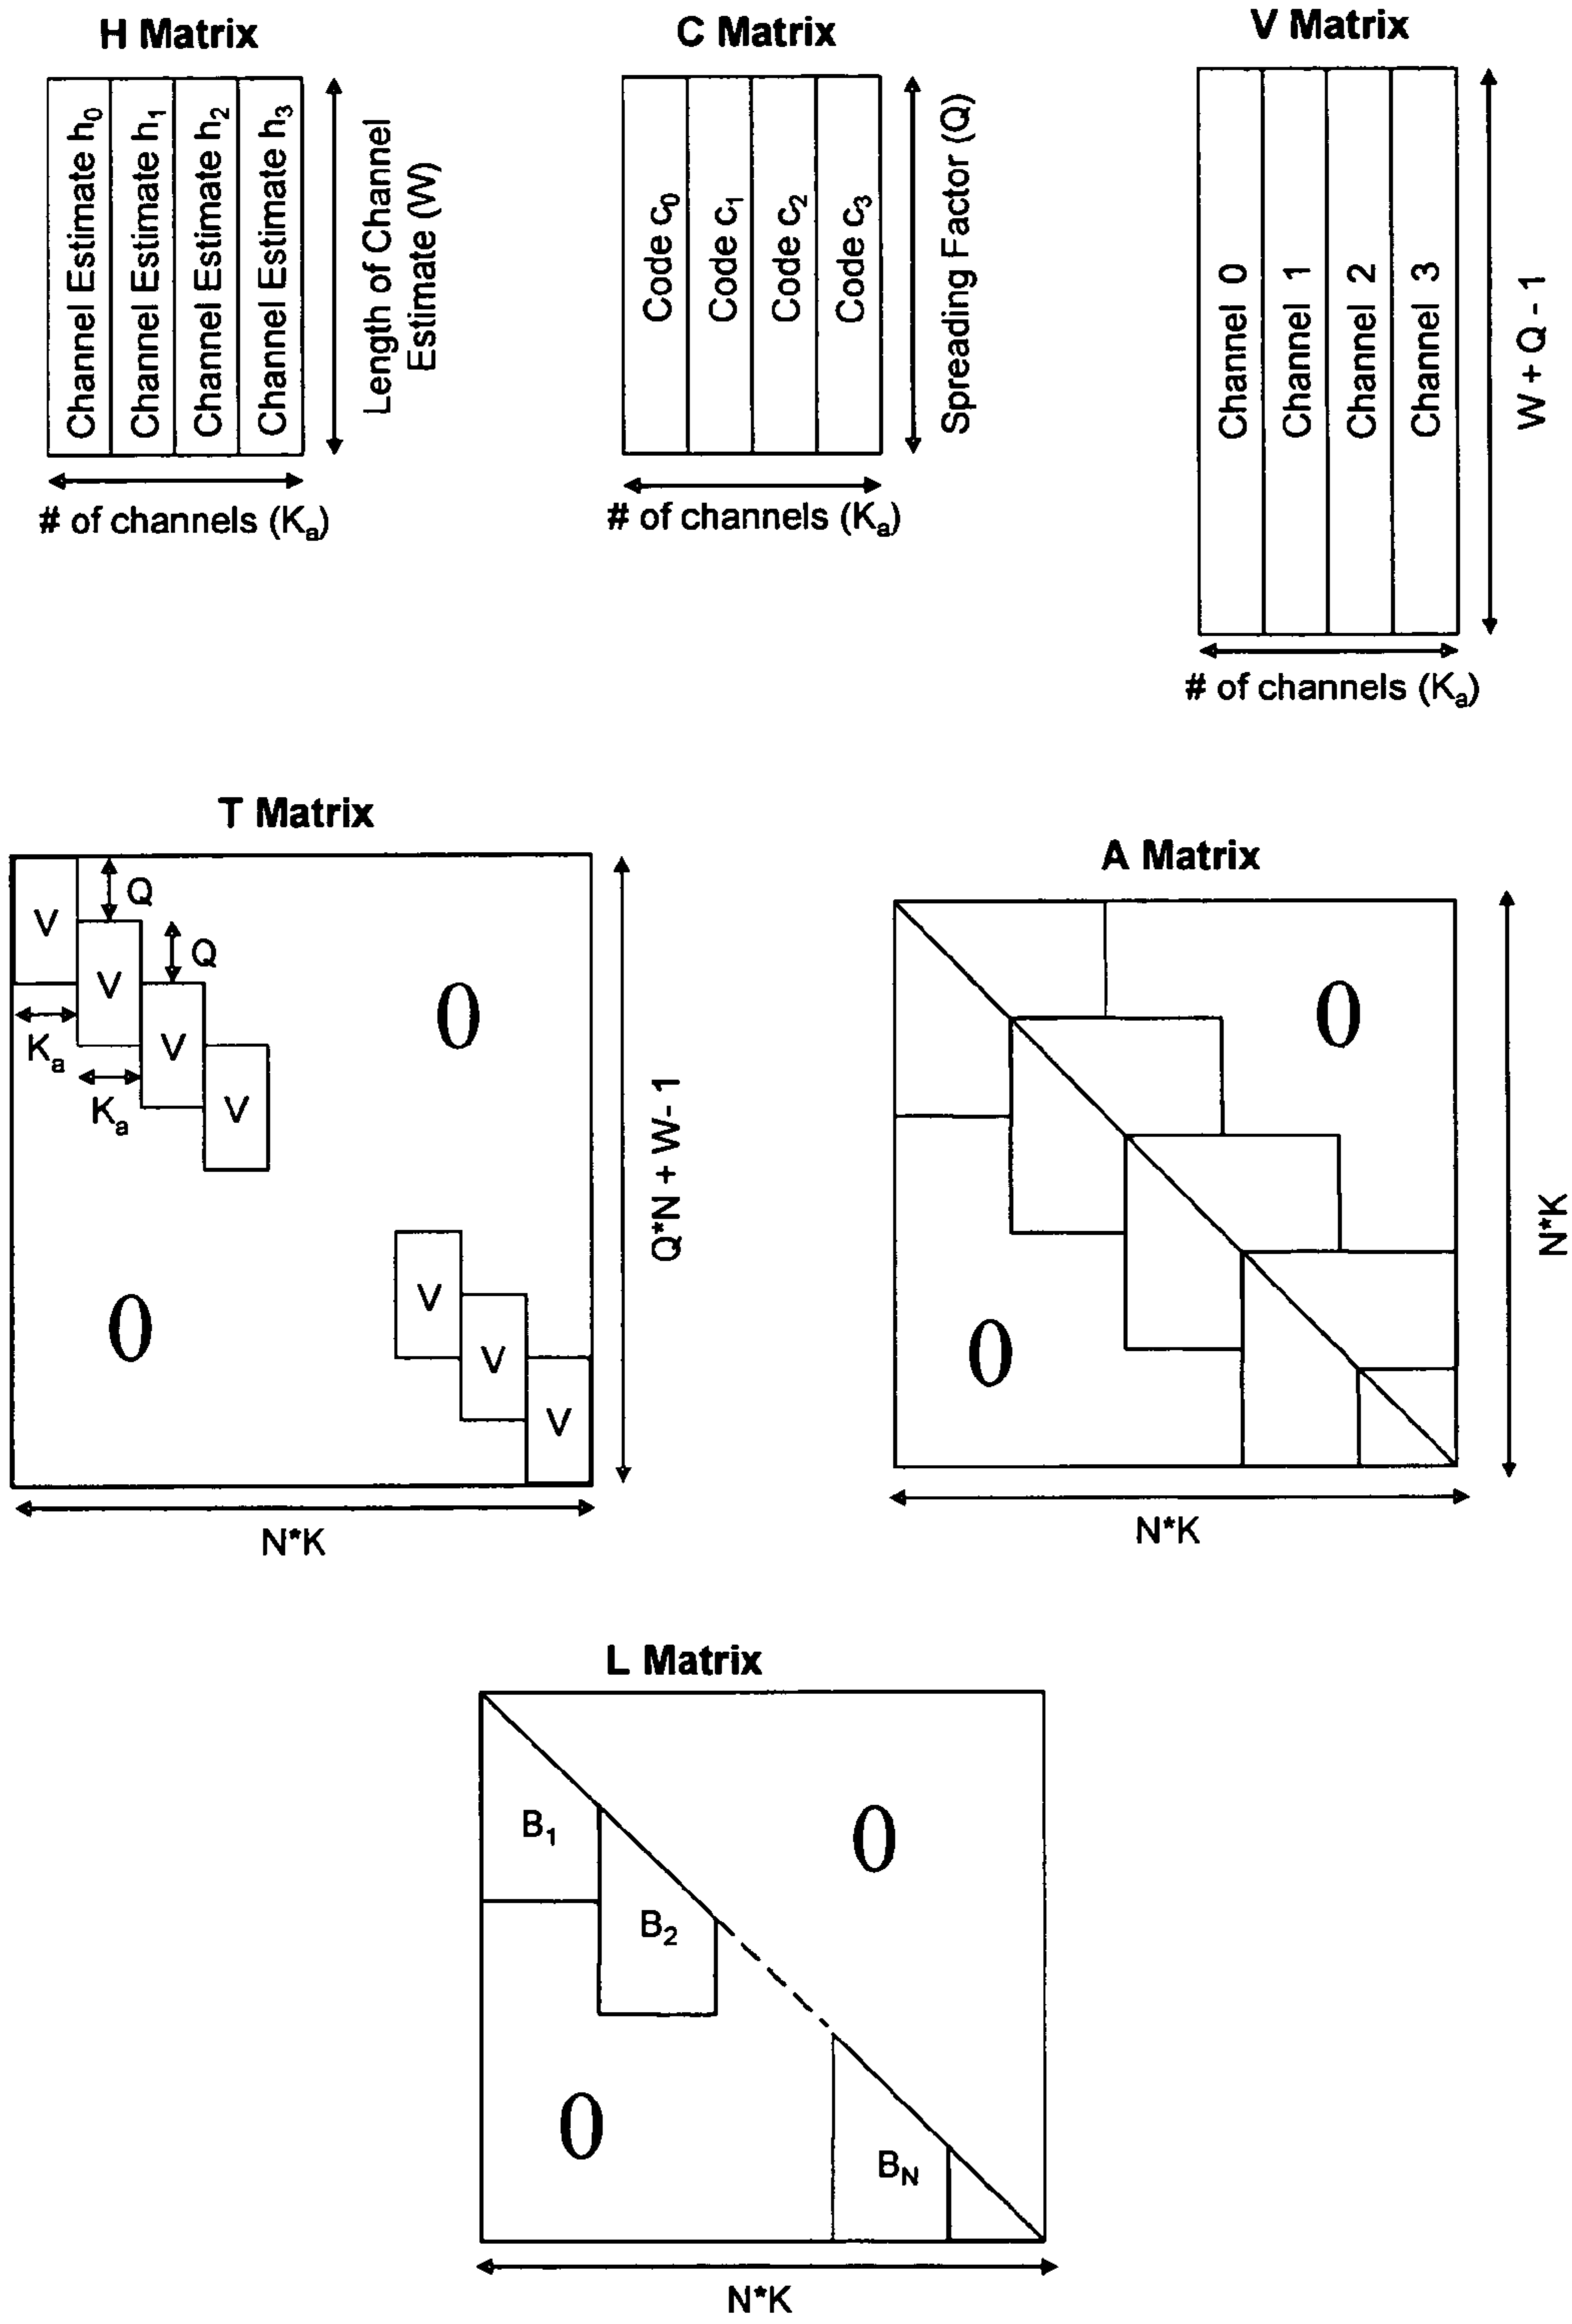 H Matrix
Channel Estimate h₀
Channel Estimate h₁
Channel Estimate h₂
Channel Estimate h₃
Length of Channel
Estimate (W)
# of channels (Kₐ)
C Matrix
Code c₀
Code c₁
Code c₂
Code c₃
Spreading Factor (Q)
# of channels (Kₐ)
V Matrix
Channel 0
Channel 1
Channel 2
Channel 3
W + Q - 1
# of channels (Kₐ)
T Matrix
Q
V
Q
V
0
Kₐ
V
Kₐ
V
Q*N + W- 1
V
0
V
V
N*K
A Matrix
0
N*K
0
N*K
L Matrix
B₁
0
B₂
0
B_N
N*K